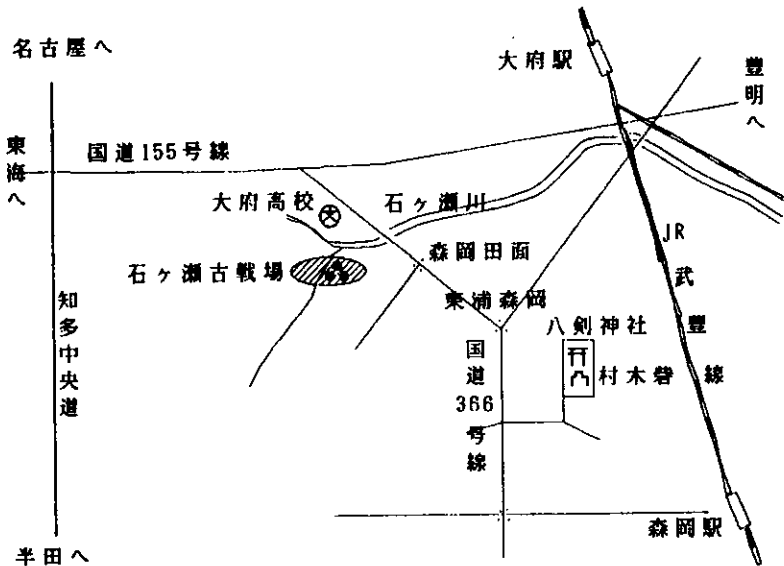 名古屋へ
大府駅
豊明へ
東海へ
国道155号線
大府高校
石ヶ瀬川
JR武豊線
森岡田面
石ヶ瀬古戦場
東浦森岡
知多中央道
八剣神社
国道366号線
村木砦
森岡駅
半田へ